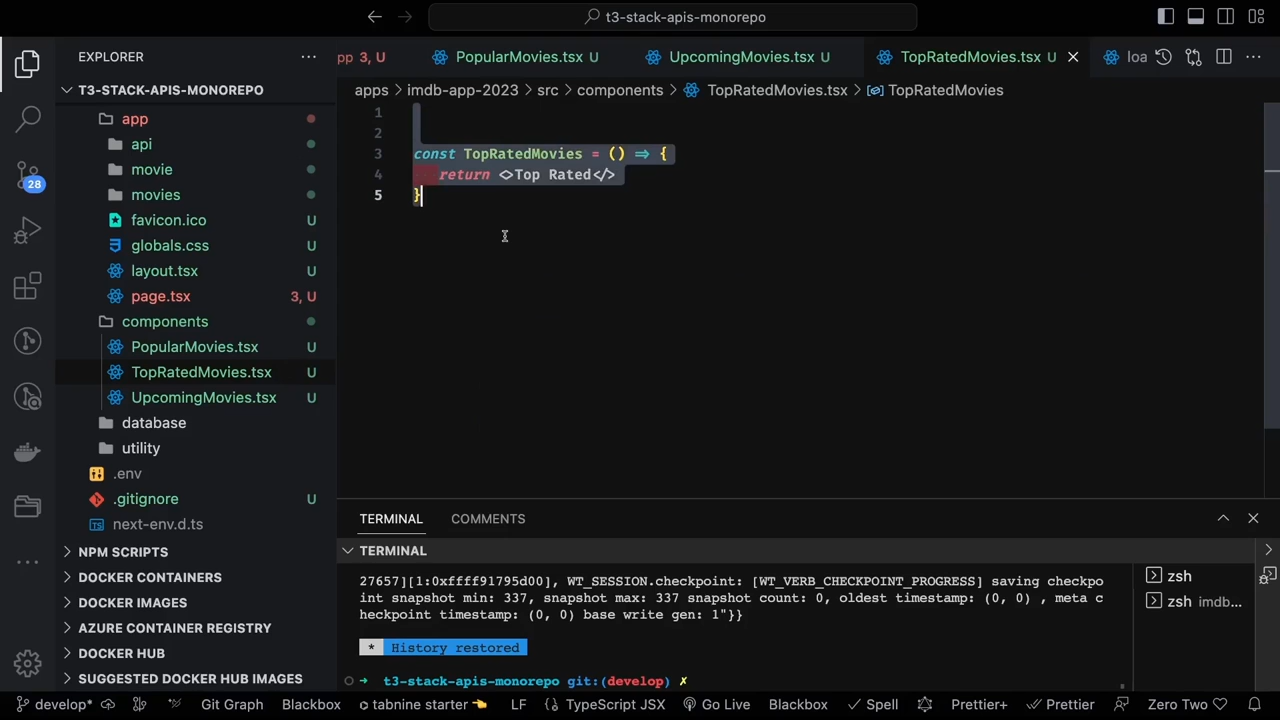 t3-stack-apis-monorepo
EXPLORER
pp 3, U
PopularMovies.tsx U
UpcomingMovies.tsx U
TopRatedMovies.tsx U
loa
T3-STACK-APIS-MONOREPO
apps > imdb-app-2023 > src > components > TopRatedMovies.tsx > TopRatedMovies
app
api
movie
movies
favicon.ico U
globals.css U
layout.tsx U
page.tsx 3, U
components
PopularMovies.tsx U
TopRatedMovies.tsx U
UpcomingMovies.tsx U
database
utility
.env
.gitignore U
next-env.d.ts
NPM SCRIPTS
DOCKER CONTAINERS
DOCKER IMAGES
AZURE CONTAINER REGISTRY
DOCKER HUB
SUGGESTED DOCKER HUB IMAGES
28
1
2
3 const TopRatedMovies = () => {
4 return <>Top Rated</>
5 }
TERMINAL COMMENTS
TERMINAL
27657][1:0xffff91795d00], WT_SESSION.checkpoint: [WT_VERB_CHECKPOINT_PROGRESS] saving checkpo
int snapshot min: 337, snapshot max: 337 snapshot count: 0, oldest timestamp: (0, 0) , meta c
heckpoint timestamp: (0, 0) base write gen: 1"}}
* History restored
t3-stack-apis-monorepo git:(develop) ✗
zsh
zsh imdb...
develop* Git Graph Blackbox tabnine starter LF TypeScript JSX Go Live Blackbox Spell Prettier+ Prettier Zero Two